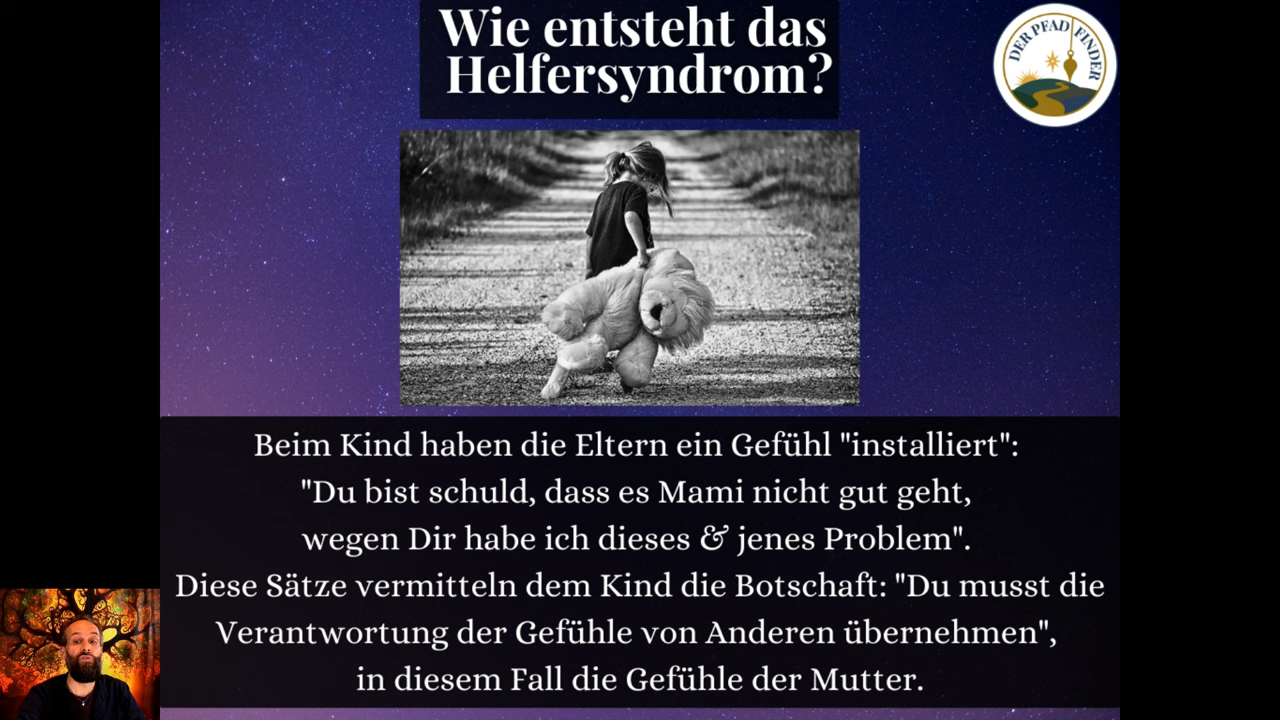 Wie entsteht das
Helfersyndrom?
DER PFAD FINDER
Beim Kind haben die Eltern ein Gefühl "installiert":
"Du bist schuld, dass es Mami nicht gut geht,
wegen Dir habe ich dieses & jenes Problem".
Diese Sätze vermitteln dem Kind die Botschaft: "Du musst die
Verantwortung der Gefühle von Anderen übernehmen",
in diesem Fall die Gefühle der Mutter.